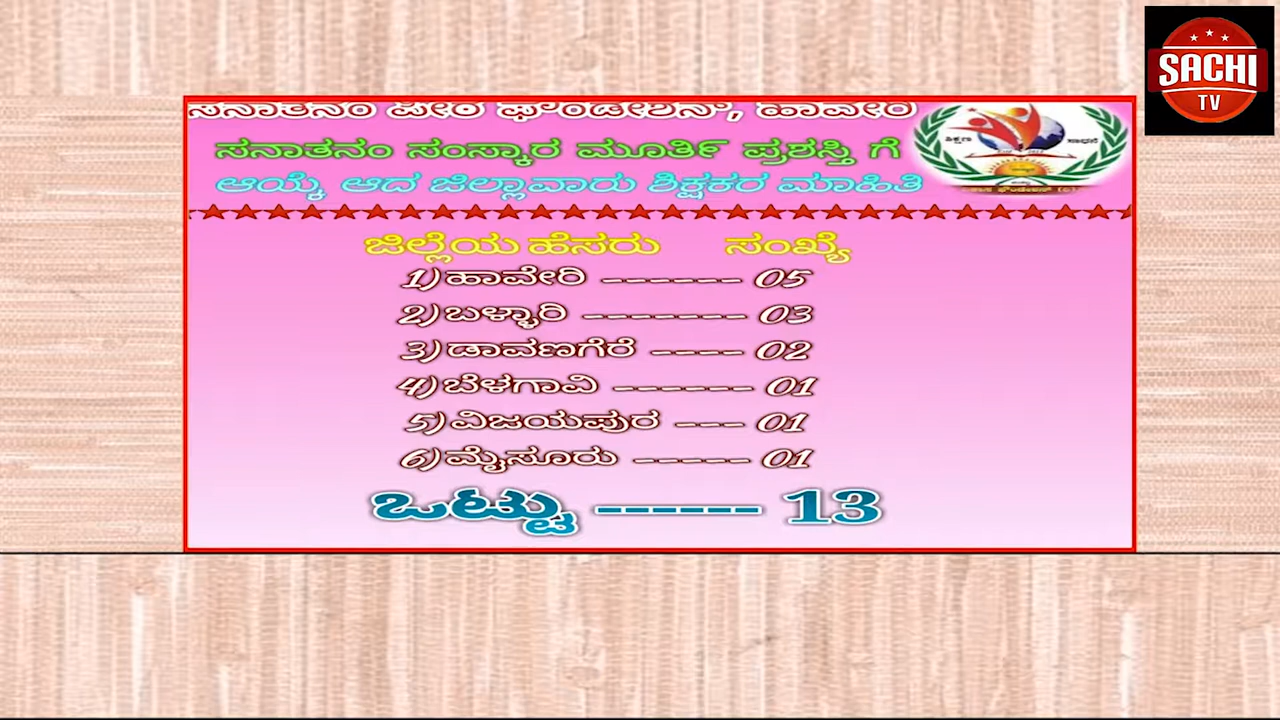 SACHI
TV
ಸನಾತನಂ ಫೌಂಡೇಶನ್, ಹಾವೇರಿ
ಸನಾತನಂ ಸಂಸ್ಕಾರ ಮೂರ್ತಿ ಪ್ರಶಸ್ತಿ ಗೆ
ಆಯ್ಕೆ ಆದ ಜಿಲ್ಲಾವಾರು ಶಿಕ್ಷಕರ ಮಾಹಿತಿ
ಶಿಕ್ಷಣ
ಜಿಲ್ಲೆಯ ಹೆಸರು ಸಂಖ್ಯೆ
1) ಹಾವೇರಿ ------- 05
2) ಬಳ್ಳಾರಿ -------- 03
3) ಡಾವಣಗೆರೆ ---- 02
4) ಬೆಳಗಾವಿ ------ 01
5) ವಿಜಯಪುರ --- 01
6) ಮೈಸೂರು ----- 01
ಒಟ್ಟು ------ 13